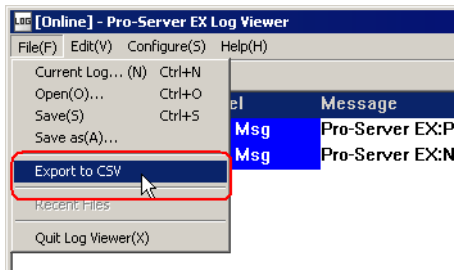 [Online] - Pro-Server EX Log Viewer
File(F) Edit(V) Configure(S) Help(H)
Current Log... (N) Ctrl+N
Open(O)... Ctrl+O
Save(S) Ctrl+S
Save as(A)...
Export to CSV
Recent Files
Quit Log Viewer(X)
el Message
Msg Pro-Server EX:P
Msg Pro-Server EX:N